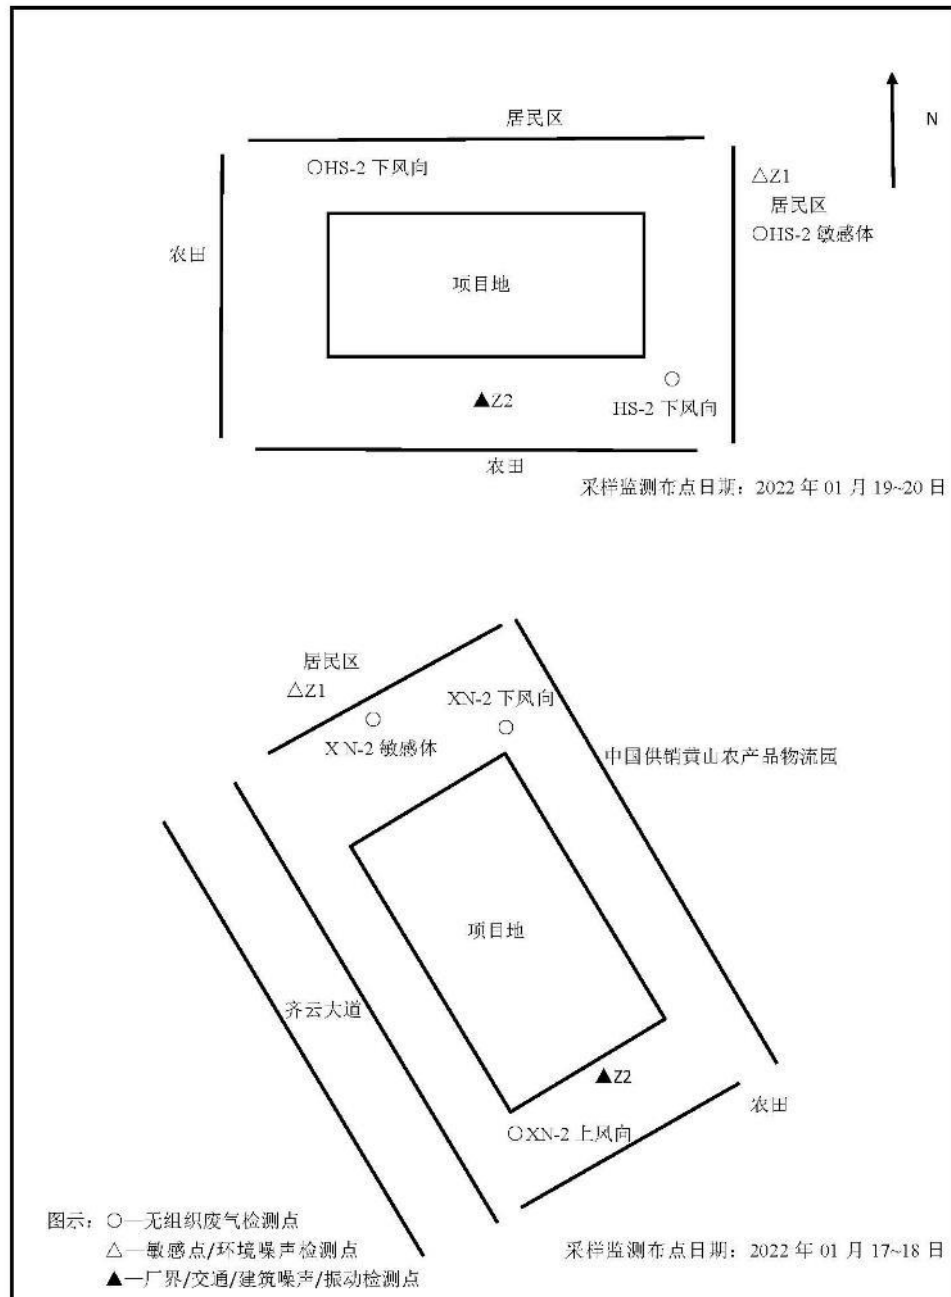 居民区
N
○HS-2 下风向
△Z1
居民区
○HS-2 敏感体
农田
项目地
○
▲Z2
HS-2 下风向
农田
采样监测布点日期：2022 年 01 月 19~20 日
居民区
△Z1
XN-2 下风向
○
○
XN-2 敏感体
中国供销黄山农产品物流园
项目地
齐云大道
▲Z2
农田
○XN-2 上风向
图示：○—无组织废气检测点
△—敏感点/环境噪声检测点
采样监测布点日期：2022 年 01 月 17~18 日
▲—厂界/交通/建筑噪声/振动检测点